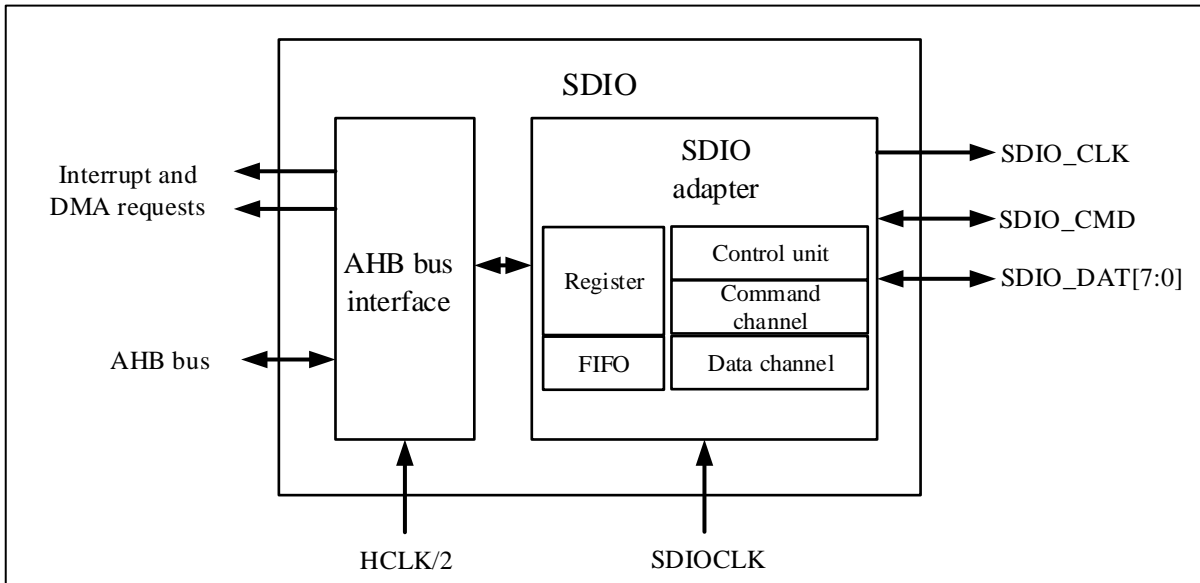 SDIO
Interrupt and
DMA requests
AHB bus
AHB bus
interface
SDIO
adapter
Register
FIFO
Control unit
Command
channel
Data channel
SDIO_CLK
SDIO_CMD
SDIO_DAT[7:0]
HCLK/2
SDIOCLK